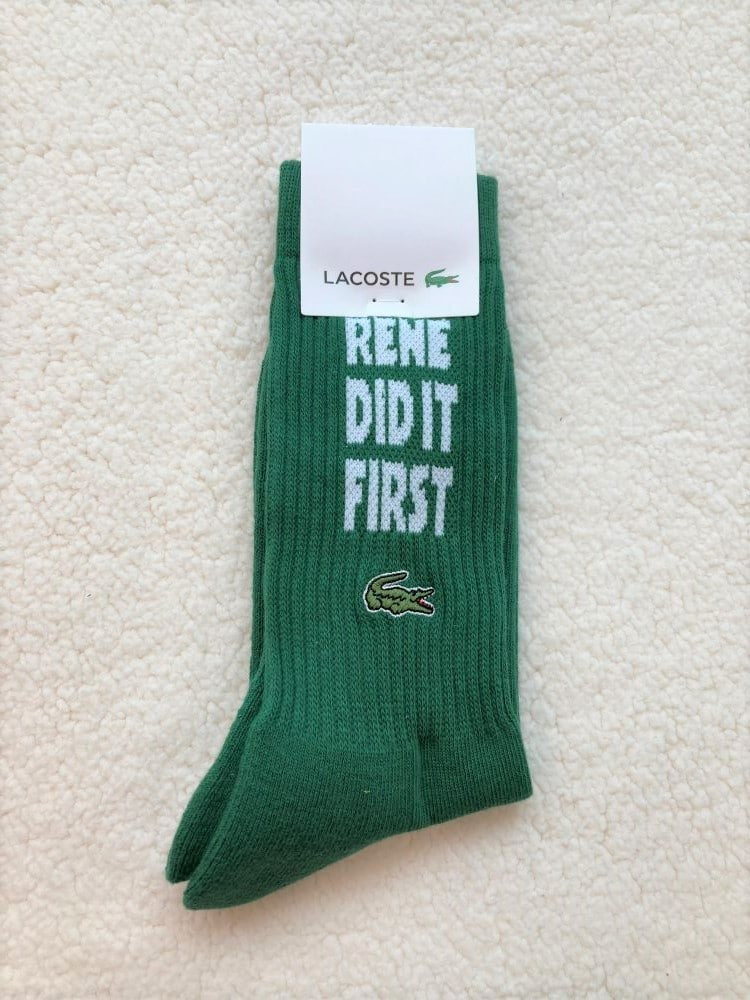 LACOSTE
RENE
DID IT
FIRST